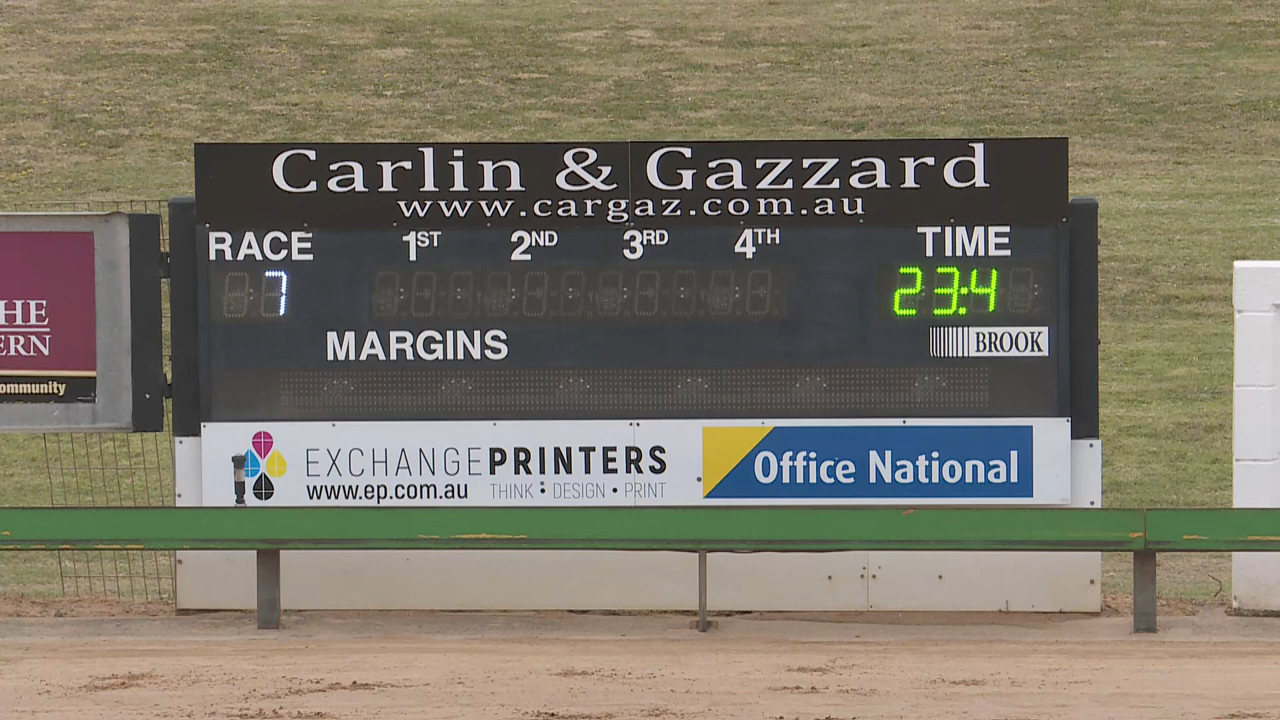 Carlin & Gazzard
www.cargaz.com.au
RACE 1ST 2ND 3RD 4TH TIME
7 23:4
MARGINS
BROOK
HE
ERN
ommunity
EXCHANGEPRINTERS
www.ep.com.au THINK • DESIGN • PRINT
Office National